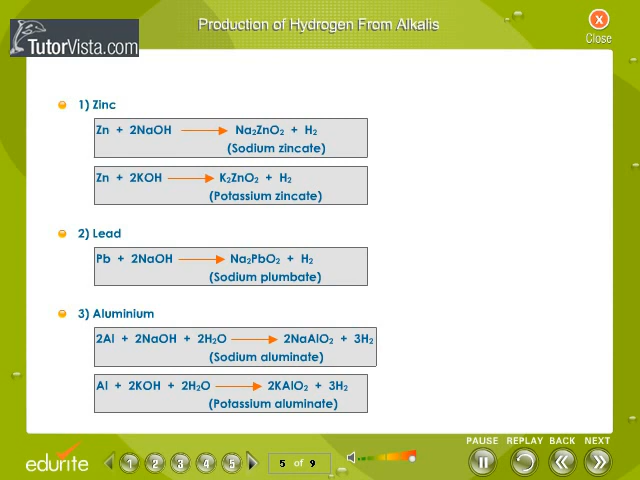 Production of Hydrogen From Alkalis
X
Close
TutorVista.com
1) Zinc
Zn + 2NaOH → Na₂ZnO₂ + H₂
(Sodium zincate)
Zn + 2KOH → K₂ZnO₂ + H₂
(Potassium zincate)
2) Lead
Pb + 2NaOH → Na₂PbO₂ + H₂
(Sodium plumbate)
3) Aluminium
2Al + 2NaOH + 2H₂O → 2NaAlO₂ + 3H₂
(Sodium aluminate)
Al + 2KOH + 2H₂O → 2KAlO₂ + 3H₂
(Potassium aluminate)
PAUSE REPLAY BACK NEXT
edurite 1 2 3 4 5 5 of 9